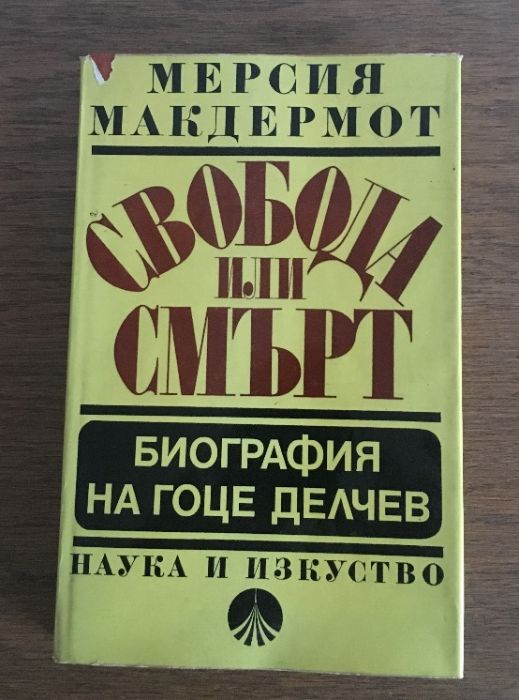 МЕРСИЯ
МАКДЕРМОТ
СВОБОДА
ИЛИ
СМЪРТ
БИОГРАФИЯ
НА ГОЦЕ ДЕЛЧЕВ
НАУКА И ИЗКУСТВО